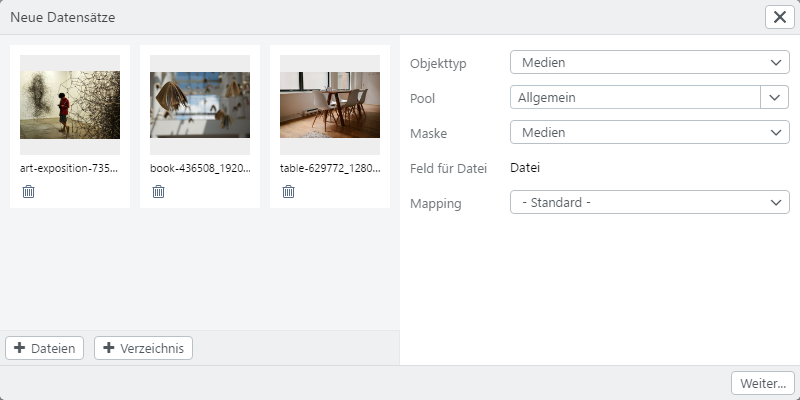 Neue Datensätze
art-exposition-735...
book-436508_1920...
table-629772_1280...
Objekttyp
Medien
Pool
Allgemein
Maske
Medien
Feld für Datei
Datei
Mapping
- Standard -
Dateien
Verzeichnis
Weiter...